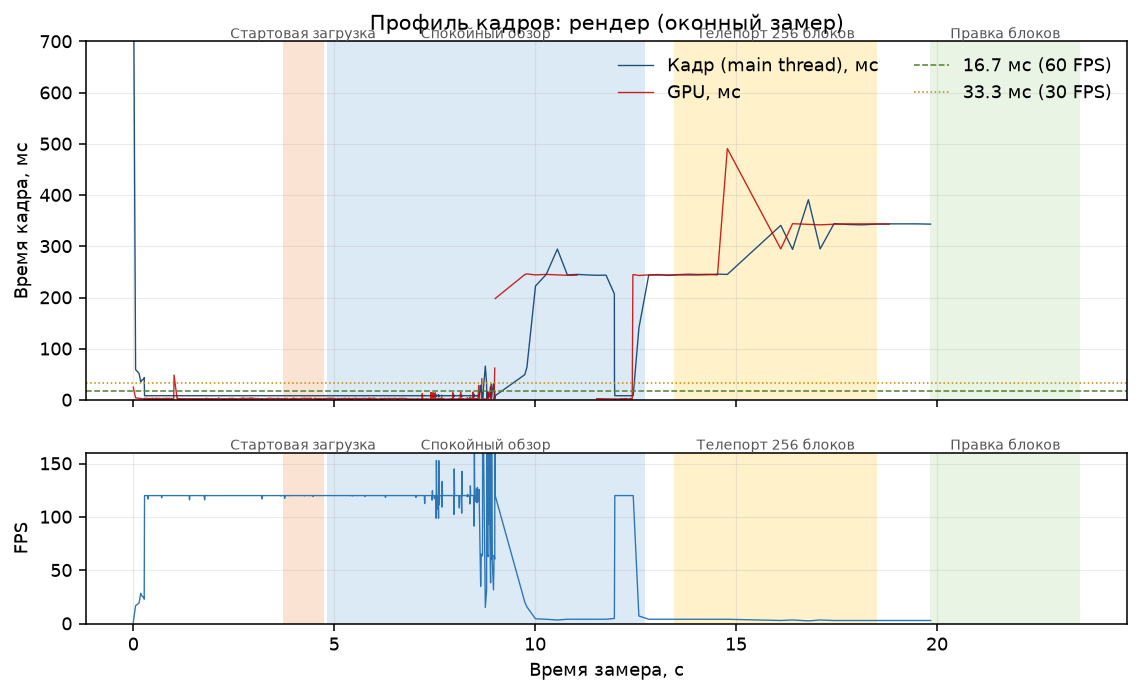 Профиль кадров: рендер (оконный замер)
Стартовая загрузка Спокойный обзор Телепорт 256 блоков Правка блоков
700
600
500
400
300
200
100
0
Время кадра, мс
Кадр (main thread), мс
GPU, мс
16.7 мс (60 FPS)
33.3 мс (30 FPS)
Стартовая загрузка Спокойный обзор Телепорт 256 блоков Правка блоков
150
100
50
0
FPS
0 5 10 15 20
Время замера, с